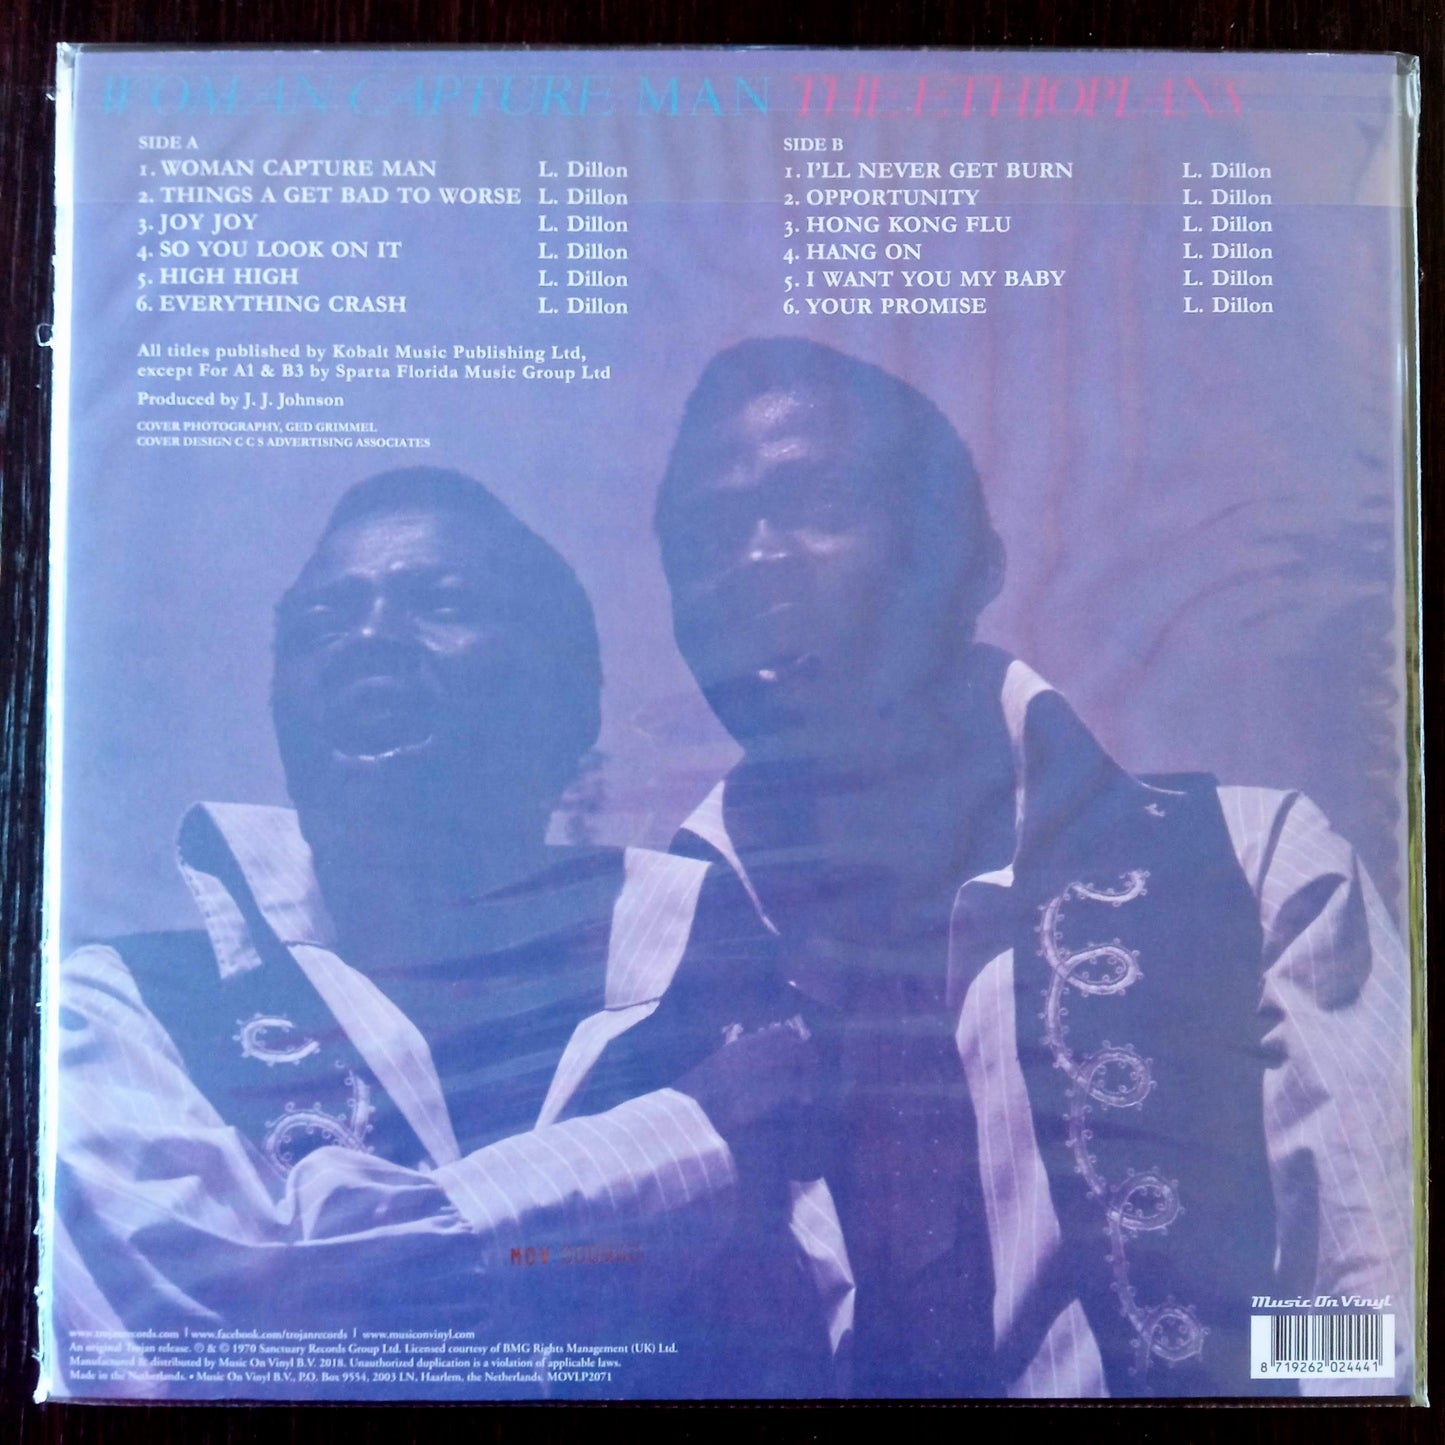 WOMAN CAPTURE MAN THE ETHIOPIANS
SIDE A
1. WOMAN CAPTURE MAN L. Dillon
2. THINGS A GET BAD TO WORSE L. Dillon
3. JOY JOY L. Dillon
4. SO YOU LOOK ON IT L. Dillon
5. HIGH HIGH L. Dillon
6. EVERYTHING CRASH L. Dillon
All titles published by Kobalt Music Publishing Ltd,
except For A1 & B3 by Sparta Florida Music Group Ltd
Produced by J. J. Johnson
COVER PHOTOGRAPHY, GED GRIMMEL
COVER DESIGN C C S ADVERTISING ASSOCIATES
SIDE B
1. I'LL NEVER GET BURN L. Dillon
2. OPPORTUNITY L. Dillon
3. HONG KONG FLU L. Dillon
4. HANG ON L. Dillon
5. I WANT YOU MY BABY L. Dillon
6. YOUR PROMISE L. Dillon
MOV
www.trojanrecords.com | www.facebook.com/trojanrecords | www.musiconvinyl.com
An original Trojan release. ℗ & © 1970 Sanctuary Records Group Ltd. Licensed courtesy of BMG Rights Management (UK) Ltd.
Manufactured & distributed by Music On Vinyl B.V. 2018. Unauthorized duplication is a violation of applicable laws.
Made in the Netherlands. • Music On Vinyl B.V., P.O. Box 9554, 2003 LN, Haarlem, the Netherlands. MOVLP2071
Music On Vinyl
8 719262 024441